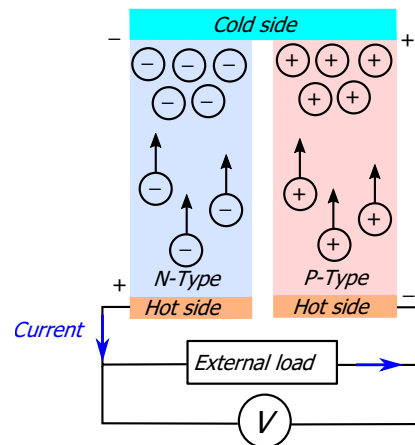 Cold side
− +
− − −
− −
+ + +
+ +
− − −
+ + +
+ N-Type P-Type −
Hot side Hot side
Current
External load
V